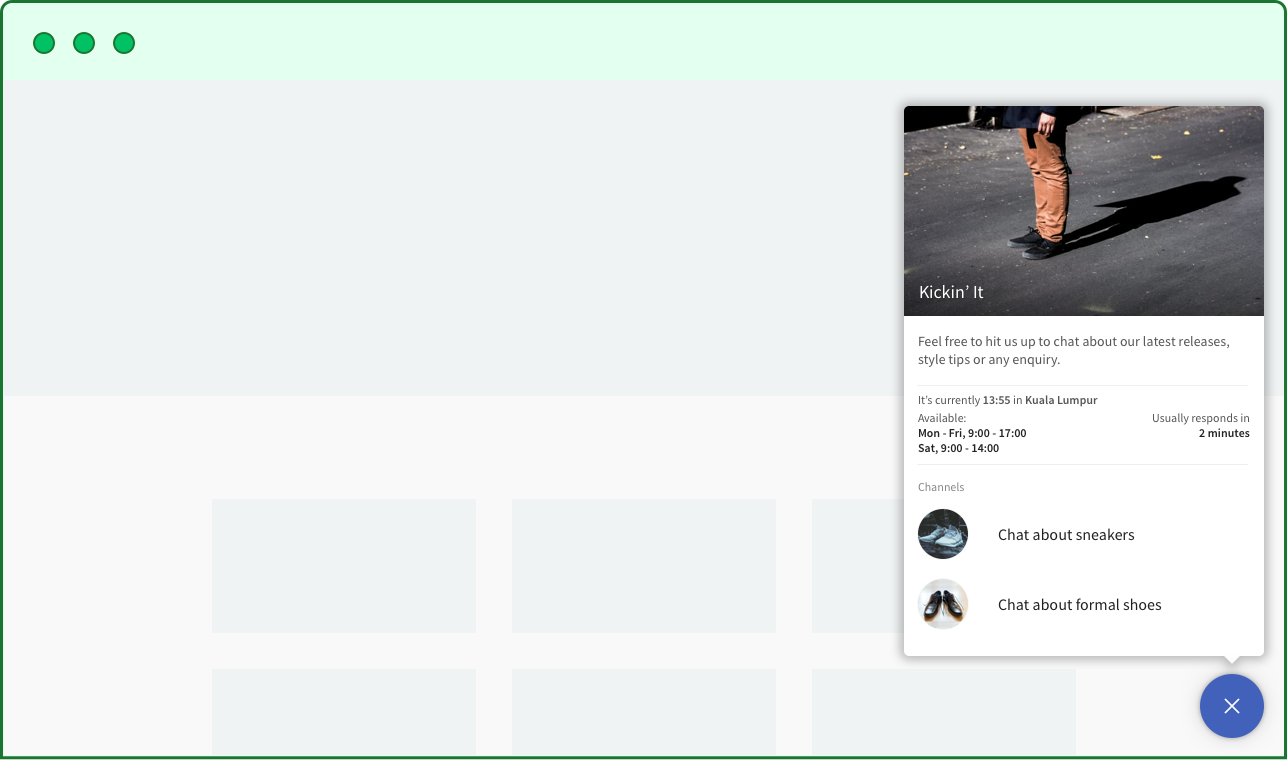 Kickin’ It
Feel free to hit us up to chat about our latest releases,
style tips or any enquiry.
It’s currently 13:55 in Kuala Lumpur
Available:
Mon - Fri, 9:00 - 17:00
Sat, 9:00 - 14:00
Usually responds in
2 minutes
Channels
Chat about sneakers
Chat about formal shoes